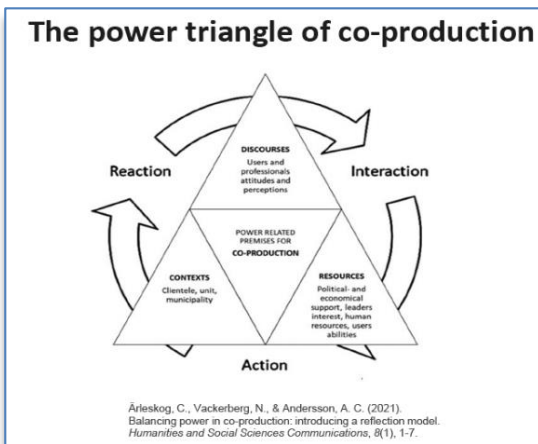 The power triangle of co-production
DISCOURSES
Users and
professionals
attitudes and
perceptions
Reaction
Interaction
POWER RELATED
PREMISES FOR
CO-PRODUCTION
CONTEXTS
Clientele, unit,
municipality
RESOURCES
Political- and
economical
support, leaders
interest, human
resources, users
abilities
Action
Ärleskog, C., Vackerberg, N., & Andersson, A. C. (2021).
Balancing power in co-production: introducing a reflection model.
Humanities and Social Sciences Communications, 8(1), 1-7.